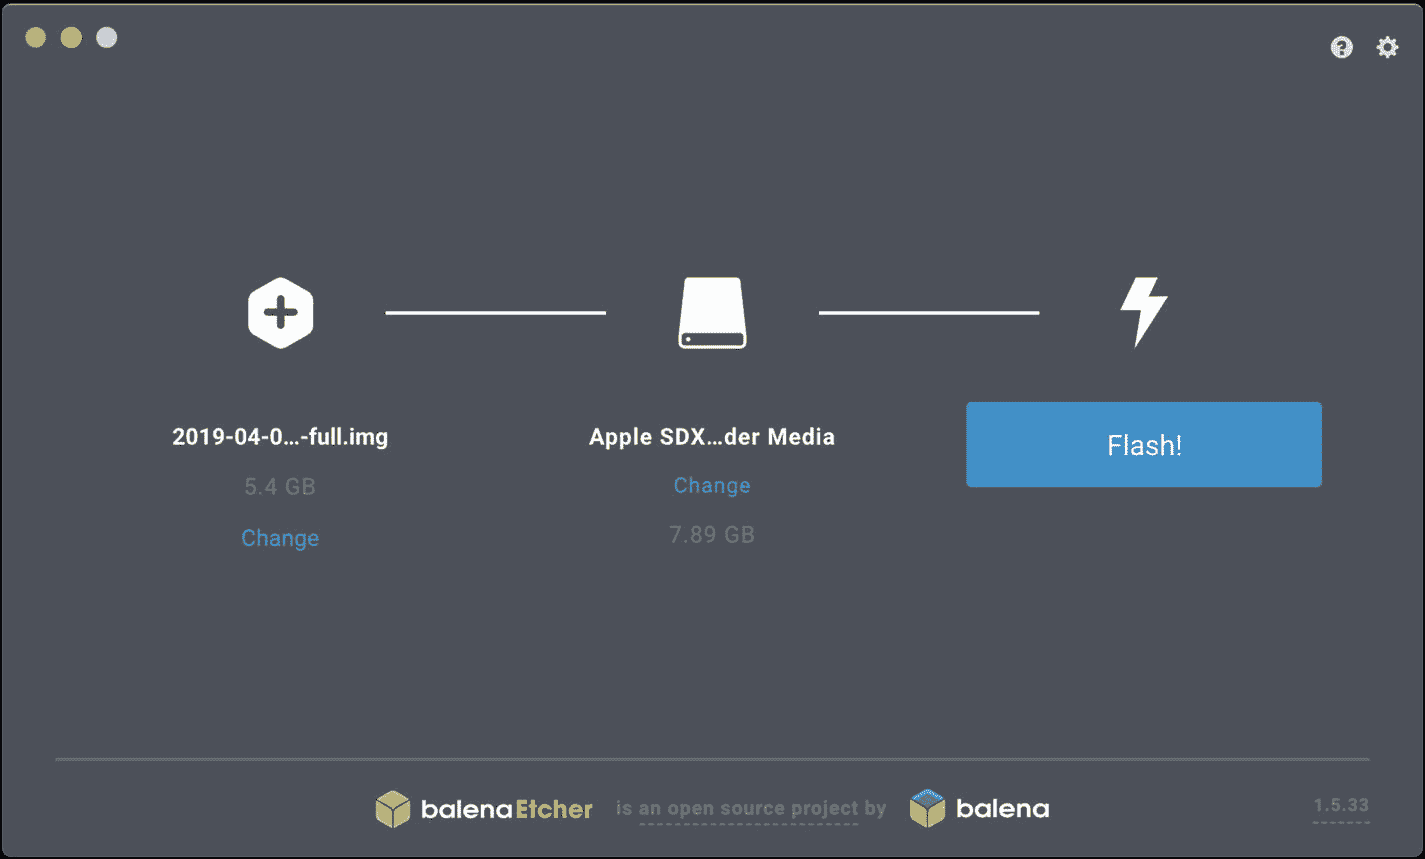 2019-04-0...-full.img
5.4 GB
Change
Apple SDX...der Media
Change
7.89 GB
Flash!
balenaEtcher is an open source project by balena
1.5.33